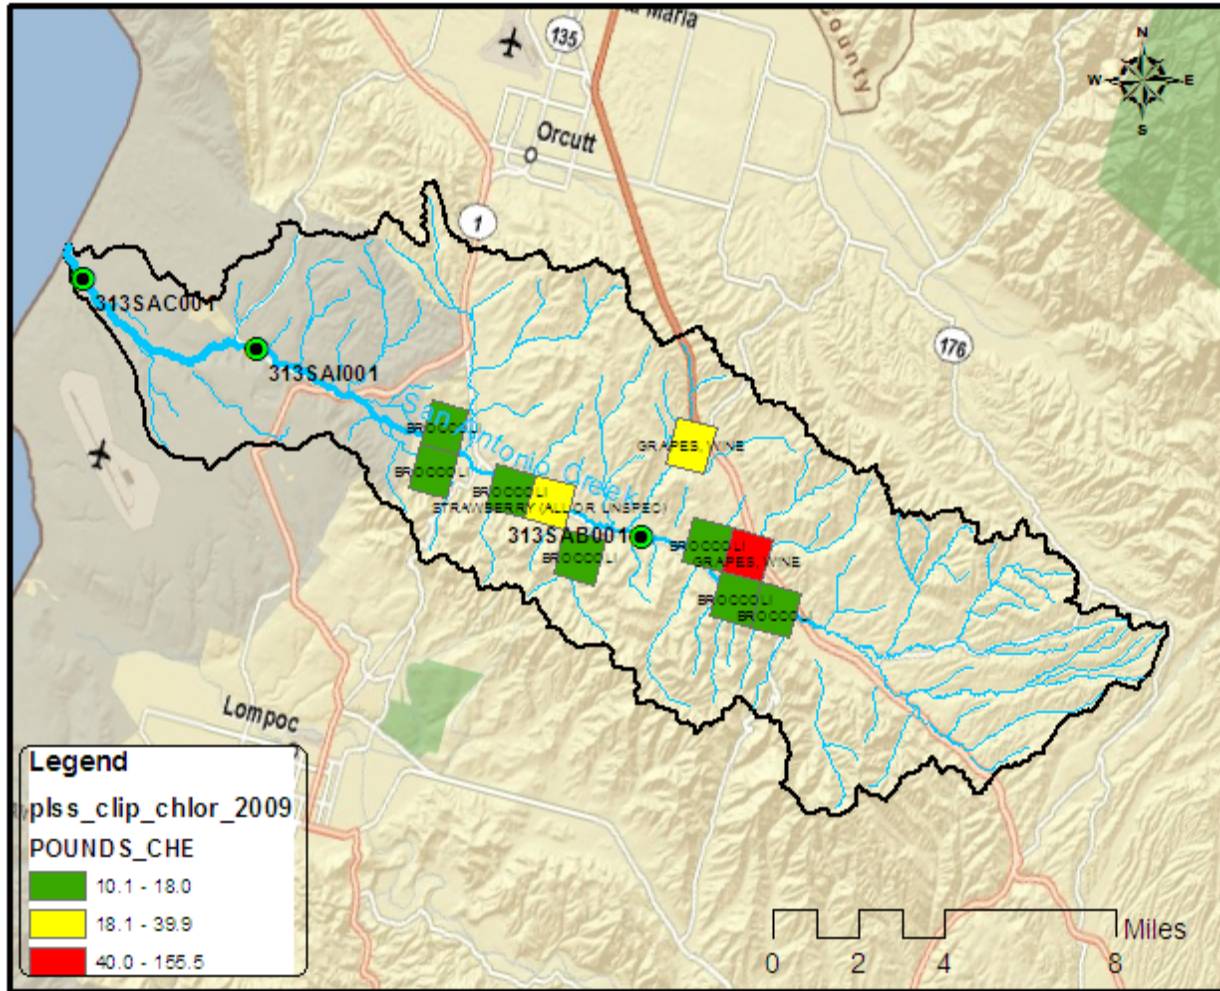 a Maria
135
County
N
W E
S
Orcutt
1
176
313SAC001
313SAI001
San Antonio Creek
BROCCOLI
GRAPES, WINE
BROCCOLI
BROCCOLI
STRAWBERRY (ALL OR UNSPEC)
313SAB001
BROCCOLI
BROCCOLI
GRAPES, WINE
BROCCOLI
BROCCOLI
Lompoc
Legend
plss_clip_chlor_2009
POUNDS_CHE
10.1 - 18.0
18.1 - 39.9
40.0 - 155.5
Miles
0 2 4 8